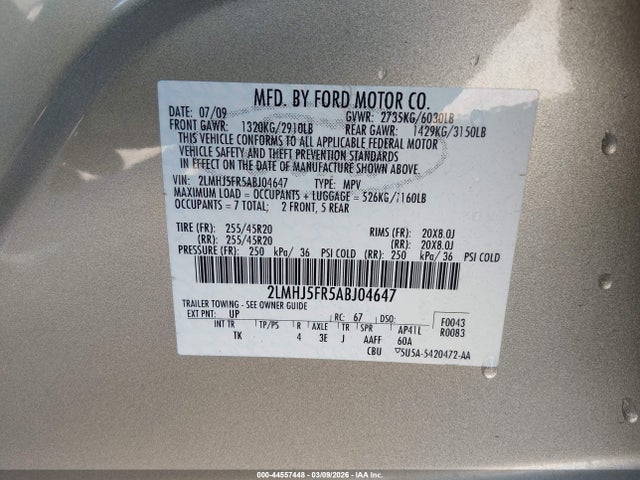 MFD. BY FORD MOTOR CO.
DATE: 07/09 GVWR: 2735KG/6030LB
FRONT GAWR: 1320KG/2910LB REAR GAWR: 1429KG/3150LB
THIS VEHICLE CONFORMS TO ALL APPLICABLE FEDERAL MOTOR
VEHICLE SAFETY AND THEFT PREVENTION STANDARDS
IN EFFECT ON THE DATE OF MANUFACTURE SHOWN ABOVE.
VIN: 2LMHJ5FR5ABJ04647 TYPE: MPV
MAXIMUM LOAD = OCCUPANTS + LUGGAGE = 526KG/1160LB
OCCUPANTS = 7 TOTAL; 2 FRONT, 5 REAR
TIRE (FR): 255/45R20 RIMS (FR): 20X8.0J
(RR): 255/45R20 (RR): 20X8.0J
PRESSURE (FR): 250 kPa/ 36 PSI COLD (RR): 250 kPa/ 36 PSI COLD
2LMHJ5FR5ABJ04647
TRAILER TOWING - SEE OWNER GUIDE
EXT PNT: UP RC: 67 DSO: F0043
INT TR TP/PS R AXLE TR SPR AP41L R0083
TK 4 3E J AAFF 60A
CBU ▽5U5A-5420472-AA
000-44557448 - 03/09/2026 - IAA Corp.